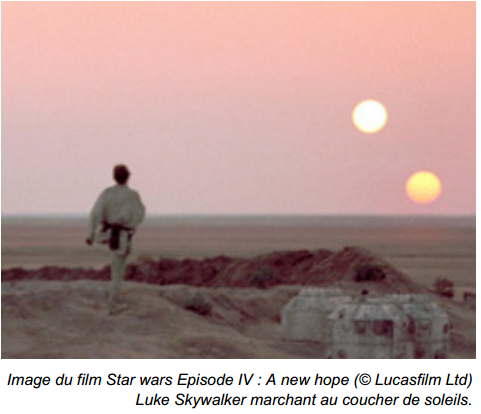 Image du film Star wars Episode IV : A new hope (© Lucasfilm Ltd)
Luke Skywalker marchant au coucher de soleils.